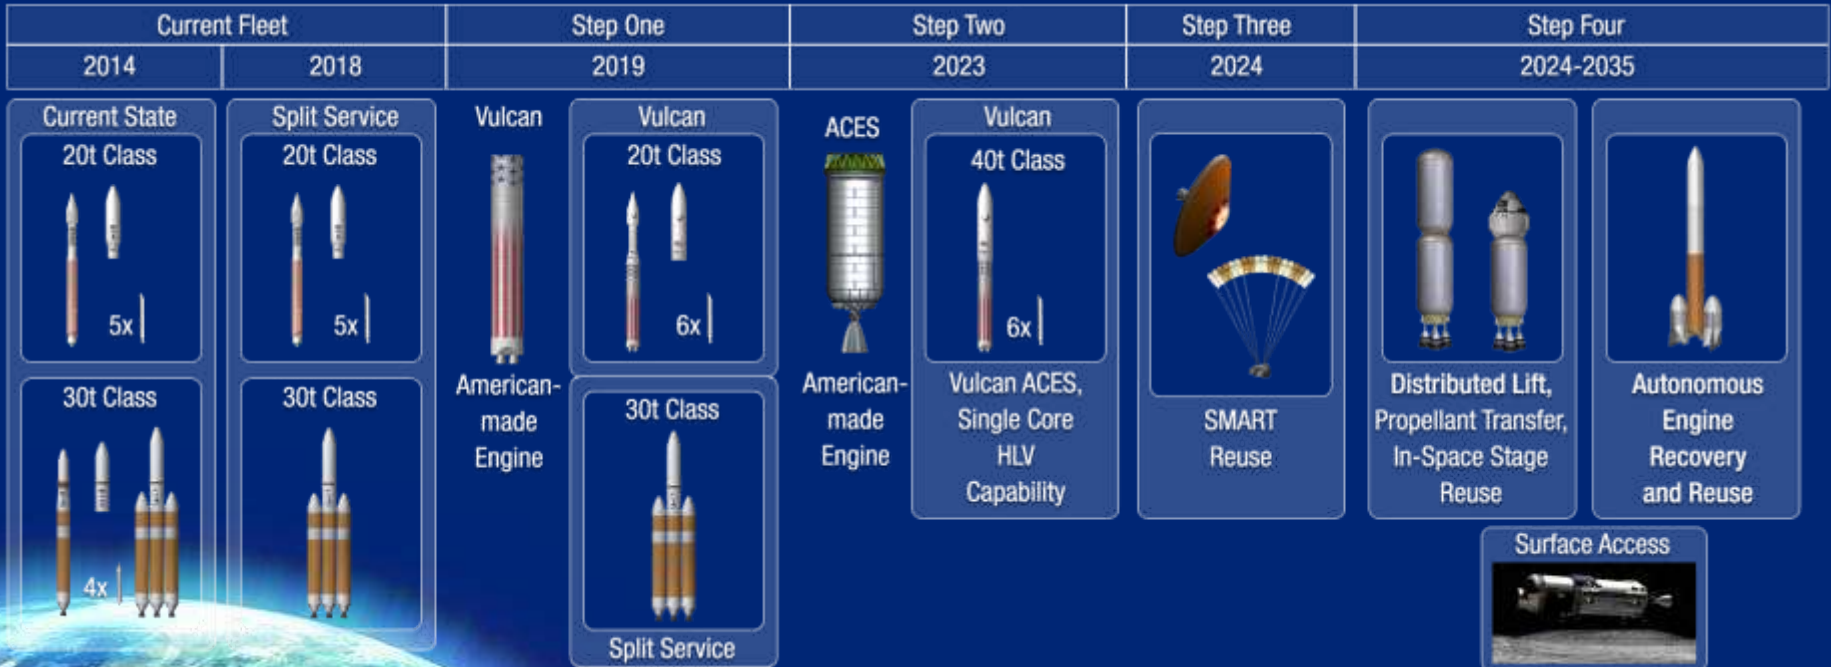 Current Fleet
Step One
Step Two
Step Three
Step Four
2014
2018
2019
2023
2024
2024-2035
Current State
20t Class
5x
30t Class
4x
Split Service
20t Class
5x
30t Class
Vulcan
American-
made
Engine
Vulcan
20t Class
6x
30t Class
Split Service
ACES
American-
made
Engine
Vulcan
40t Class
6x
Vulcan ACES,
Single Core
HLV
Capability
SMART
Reuse
Distributed Lift,
Propellant Transfer,
In-Space Stage
Reuse
Autonomous
Engine
Recovery
and Reuse
Surface Access